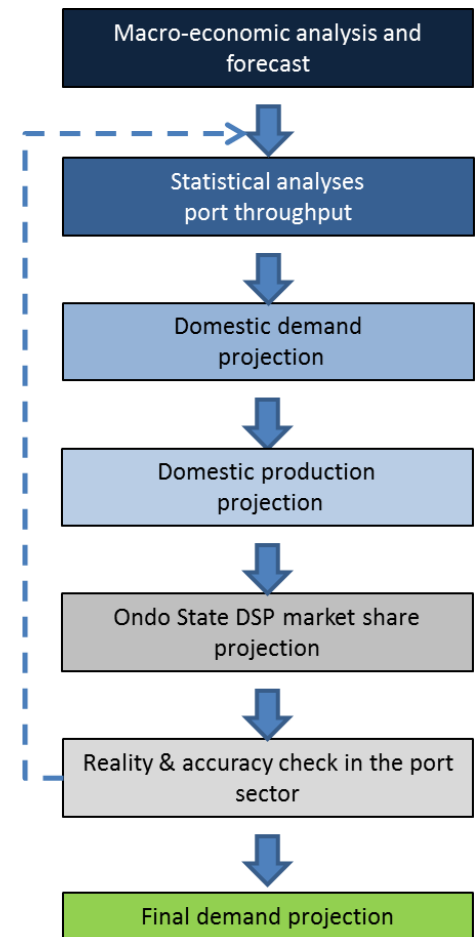 Macro-economic analysis and
forecast
Statistical analyses
port throughput
Domestic demand
projection
Domestic production
projection
Ondo State DSP market share
projection
Reality & accuracy check in the port
sector
Final demand projection